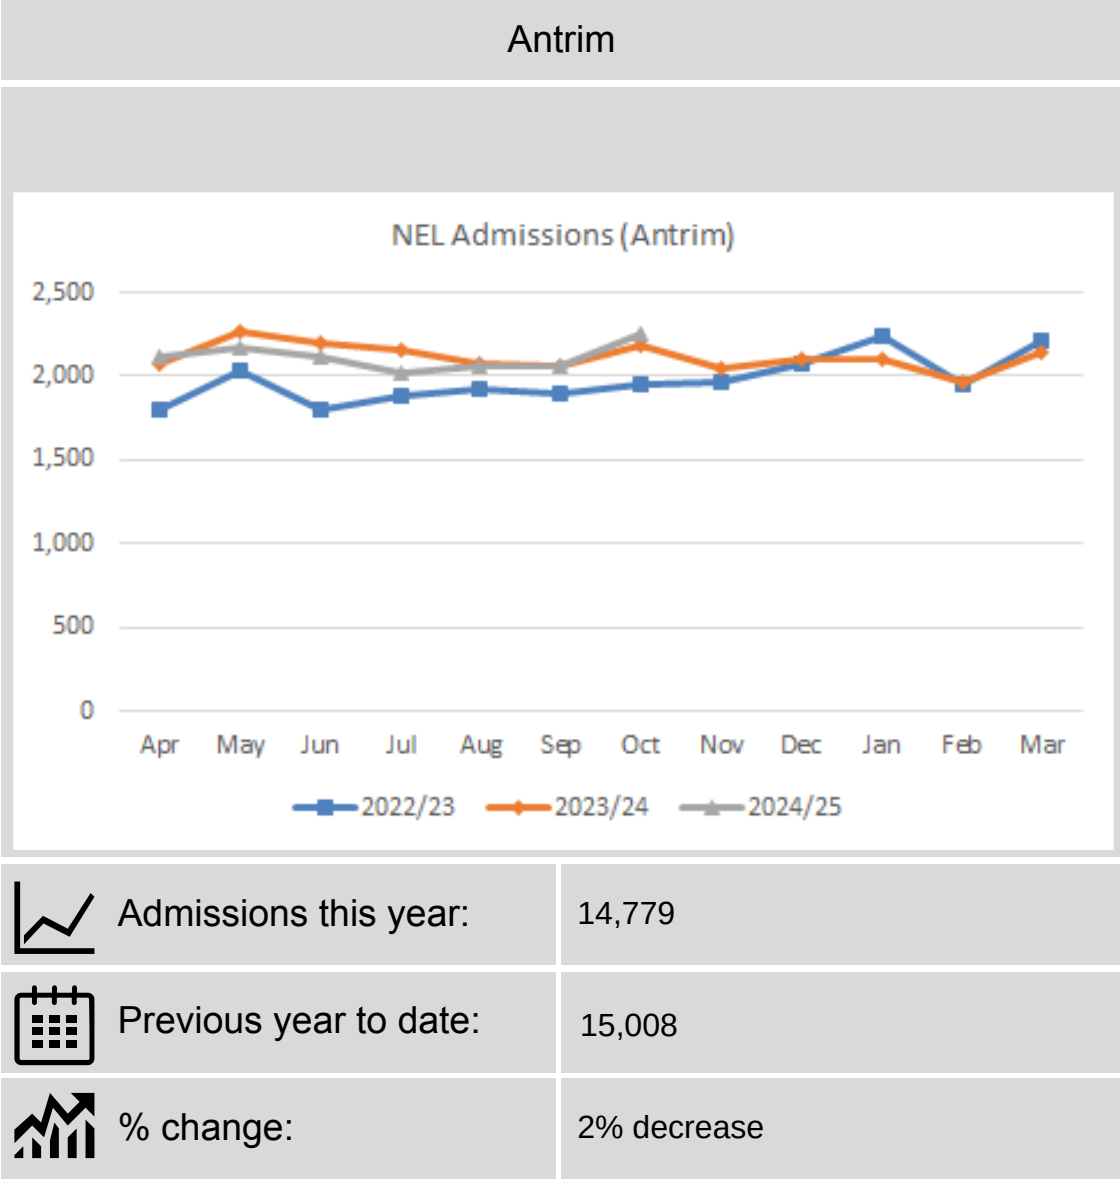 Antrim
NEL Admissions (Antrim)
2,500
2,000
1,500
1,000
500
0
Apr May Jun Jul Aug Sep Oct Nov Dec Jan Feb Mar
2022/23 2023/24 2024/25
Admissions this year: 14,779
Previous year to date: 15,008
% change: 2% decrease